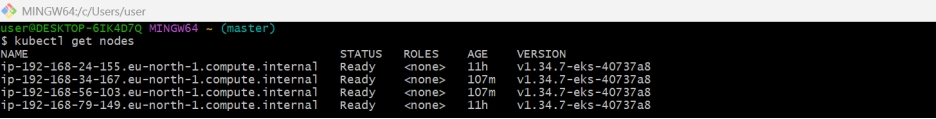 MINGW64:/c/Users/user
user@DESKTOP-6IK4D7Q MINGW64 ~ (master)
$ kubectl get nodes
NAME STATUS ROLES AGE VERSION
ip-192-168-24-155.eu-north-1.compute.internal Ready <none> 11h v1.34.7-eks-40737a8
ip-192-168-34-167.eu-north-1.compute.internal Ready <none> 107m v1.34.7-eks-40737a8
ip-192-168-56-103.eu-north-1.compute.internal Ready <none> 107m v1.34.7-eks-40737a8
ip-192-168-79-149.eu-north-1.compute.internal Ready <none> 11h v1.34.7-eks-40737a8